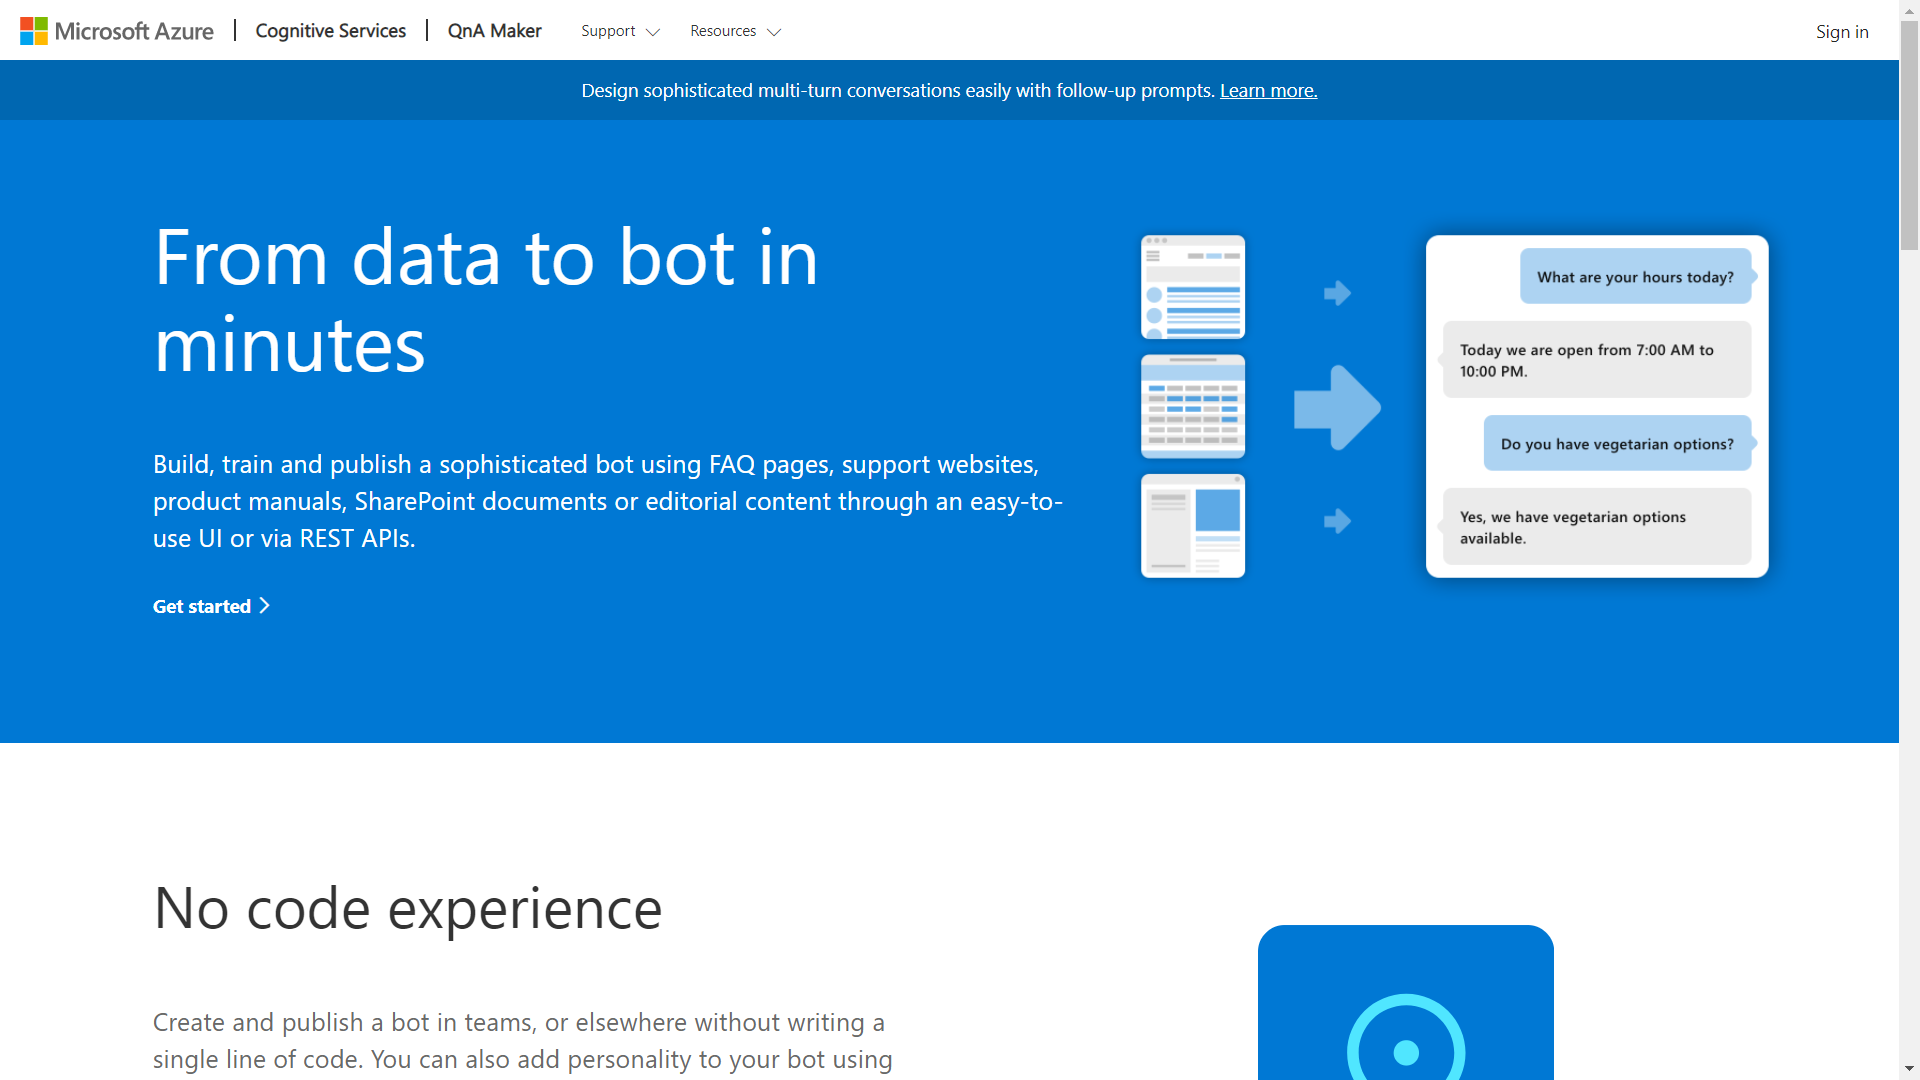 Microsoft Azure | Cognitive Services | QnA Maker Support Resources Sign in
Design sophisticated multi-turn conversations easily with follow-up prompts. Learn more.
From data to bot in
minutes
Build, train and publish a sophisticated bot using FAQ pages, support websites,
product manuals, SharePoint documents or editorial content through an easy-to-
use UI or via REST APIs.
Get started
What are your hours today?
Today we are open from 7:00 AM to
10:00 PM.
Do you have vegetarian options?
Yes, we have vegetarian options
available.
No code experience
Create and publish a bot in teams, or elsewhere without writing a
single line of code. You can also add personality to your bot using